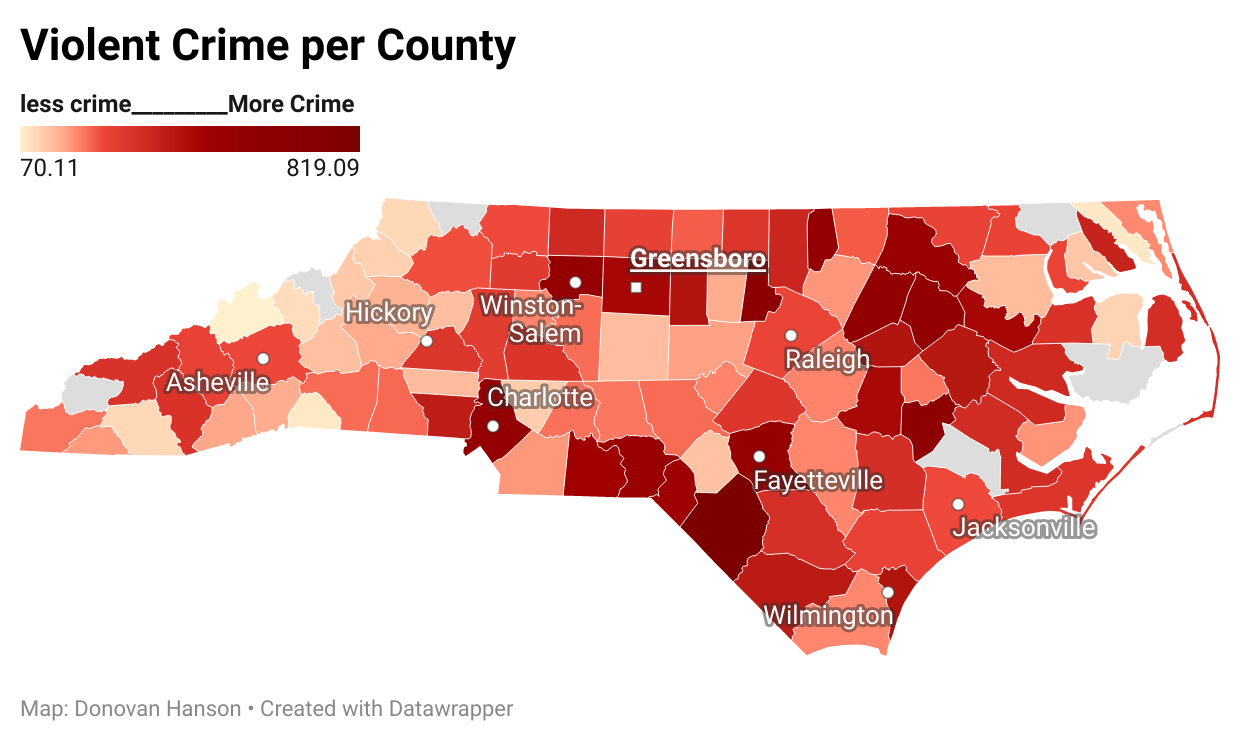 Violent Crime per County
less crime_________More Crime
70.11 819.09
Greensboro
Winston-
Salem
Hickory
Raleigh
Asheville
Charlotte
Fayetteville
Jacksonville
Wilmington
Map: Donovan Hanson • Created with Datawrapper